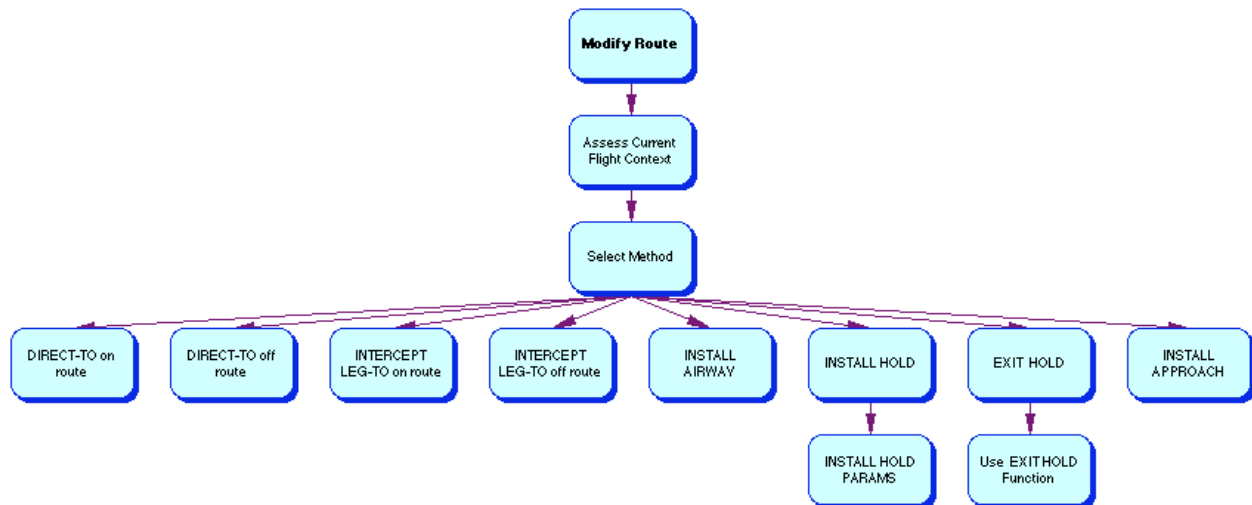 Modify Route
Assess Current
Flight Context
Select Method
DIRECT-TO on
route
DIRECT-TO off
route
INTERCEPT
LEG-TO on route
INTERCEPT
LEG-TO off route
INSTALL
AIRWAY
INSTALL HOLD
EXIT HOLD
INSTALL
APPROACH
INSTALL HOLD
PARAMS
Use EXIT HOLD
Function